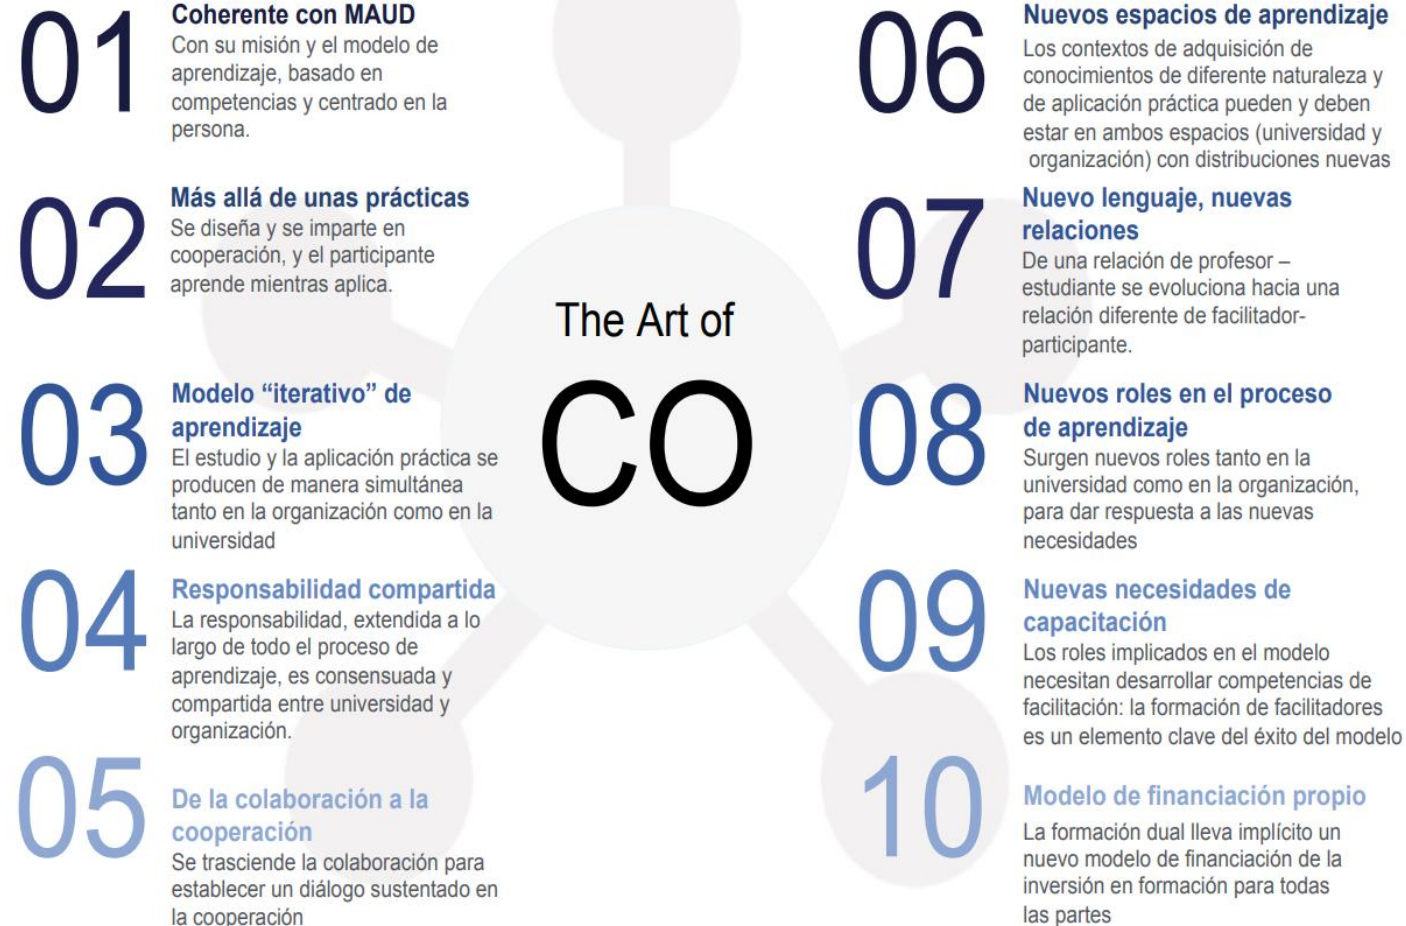 01
Coherente con MAUD
Con su misión y el modelo de
aprendizaje, basado en
competencias y centrado en la
persona.
02
Más allá de unas prácticas
Se diseña y se imparte en
cooperación, y el participante
aprende mientras aplica.
03
Modelo “iterativo” de
aprendizaje
El estudio y la aplicación práctica se
producen de manera simultánea
tanto en la organización como en la
universidad
04
Responsabilidad compartida
La responsabilidad, extendida a lo
largo de todo el proceso de
aprendizaje, es consensuada y
compartida entre universidad y
organización.
05
De la colaboración a la
cooperación
Se trasciende la colaboración para
establecer un diálogo sustentado en
la cooperación
The Art of
CO
06
Nuevos espacios de aprendizaje
Los contextos de adquisición de
conocimientos de diferente naturaleza y
de aplicación práctica pueden y deben
estar en ambos espacios (universidad y
organización) con distribuciones nuevas
07
Nuevo lenguaje, nuevas
relaciones
De una relación de profesor –
estudiante se evoluciona hacia una
relación diferente de facilitador-
participante.
08
Nuevos roles en el proceso
de aprendizaje
Surgen nuevos roles tanto en la
universidad como en la organización,
para dar respuesta a las nuevas
necesidades
09
Nuevas necesidades de
capacitación
Los roles implicados en el modelo
necesitan desarrollar competencias de
facilitación: la formación de facilitadores
es un elemento clave del éxito del modelo
10
Modelo de financiación propio
La formación dual lleva implícito un
nuevo modelo de financiación de la
inversión en formación para todas
las partes